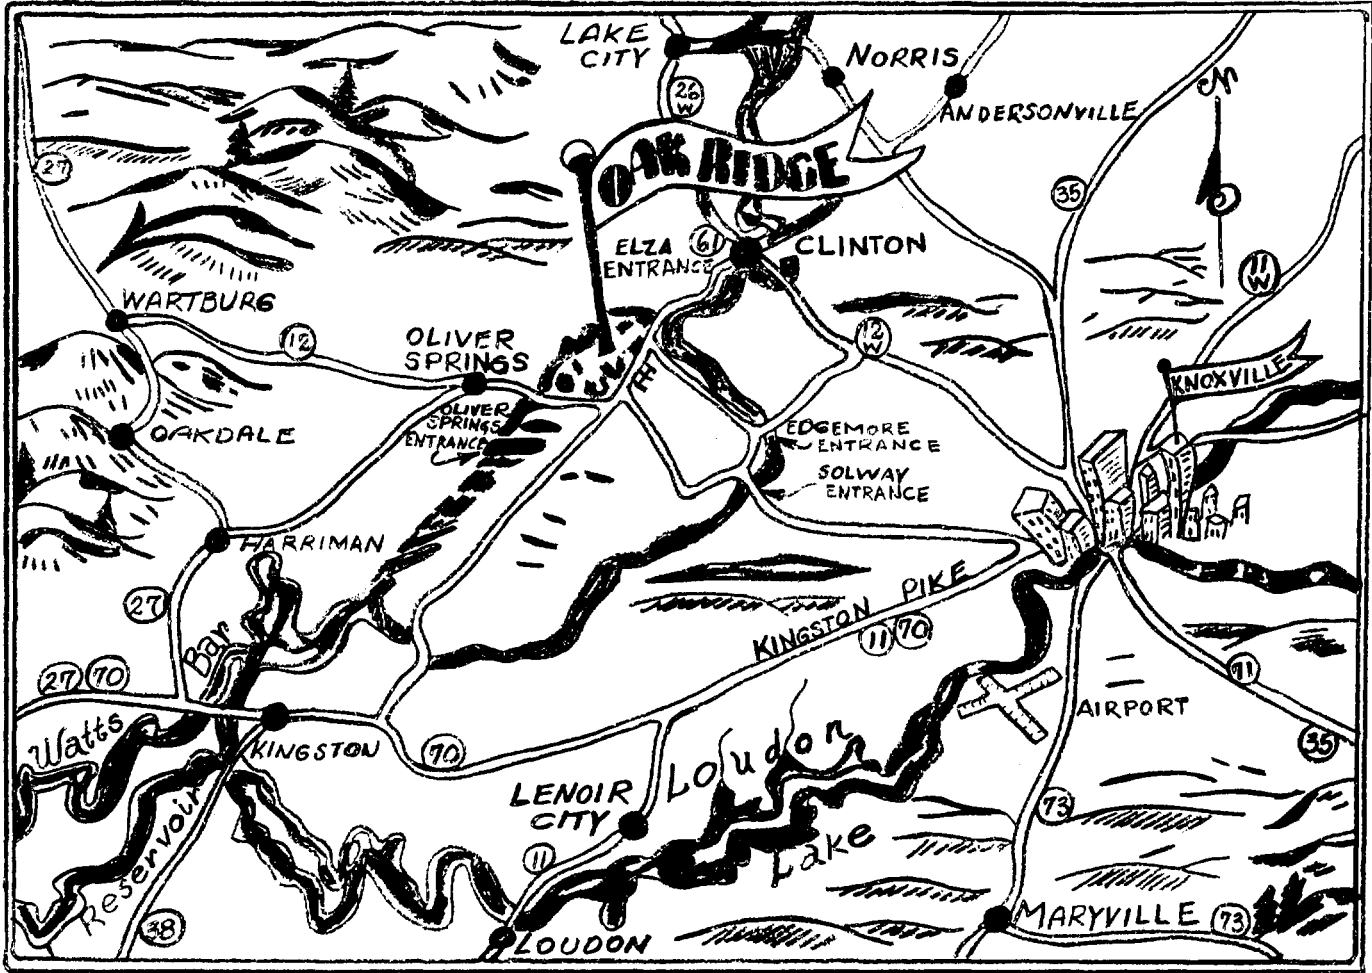 LAKE
CITY
NORRIS
26
W
ANDERSONVILLE
N
27
OAK RIDGE
35
ELZA
ENTRANCE
61
CLINTON
11
W
WARTBURG
12
OLIVER
SPRINGS
12
W
KNOXVILLE
OAKDALE
OLIVER
SPRINGS
ENTRANCE
EDGEMORE
ENTRANCE
SOLWAY
ENTRANCE
HARRIMAN
27
KINGSTON PIKE
11 70
27 70
Watts Bar
Reservoir
71
AIRPORT
35
KINGSTON
70
Loudon
Lake
LENOIR
CITY
73
11
38
LOUDON
MARYVILLE
73